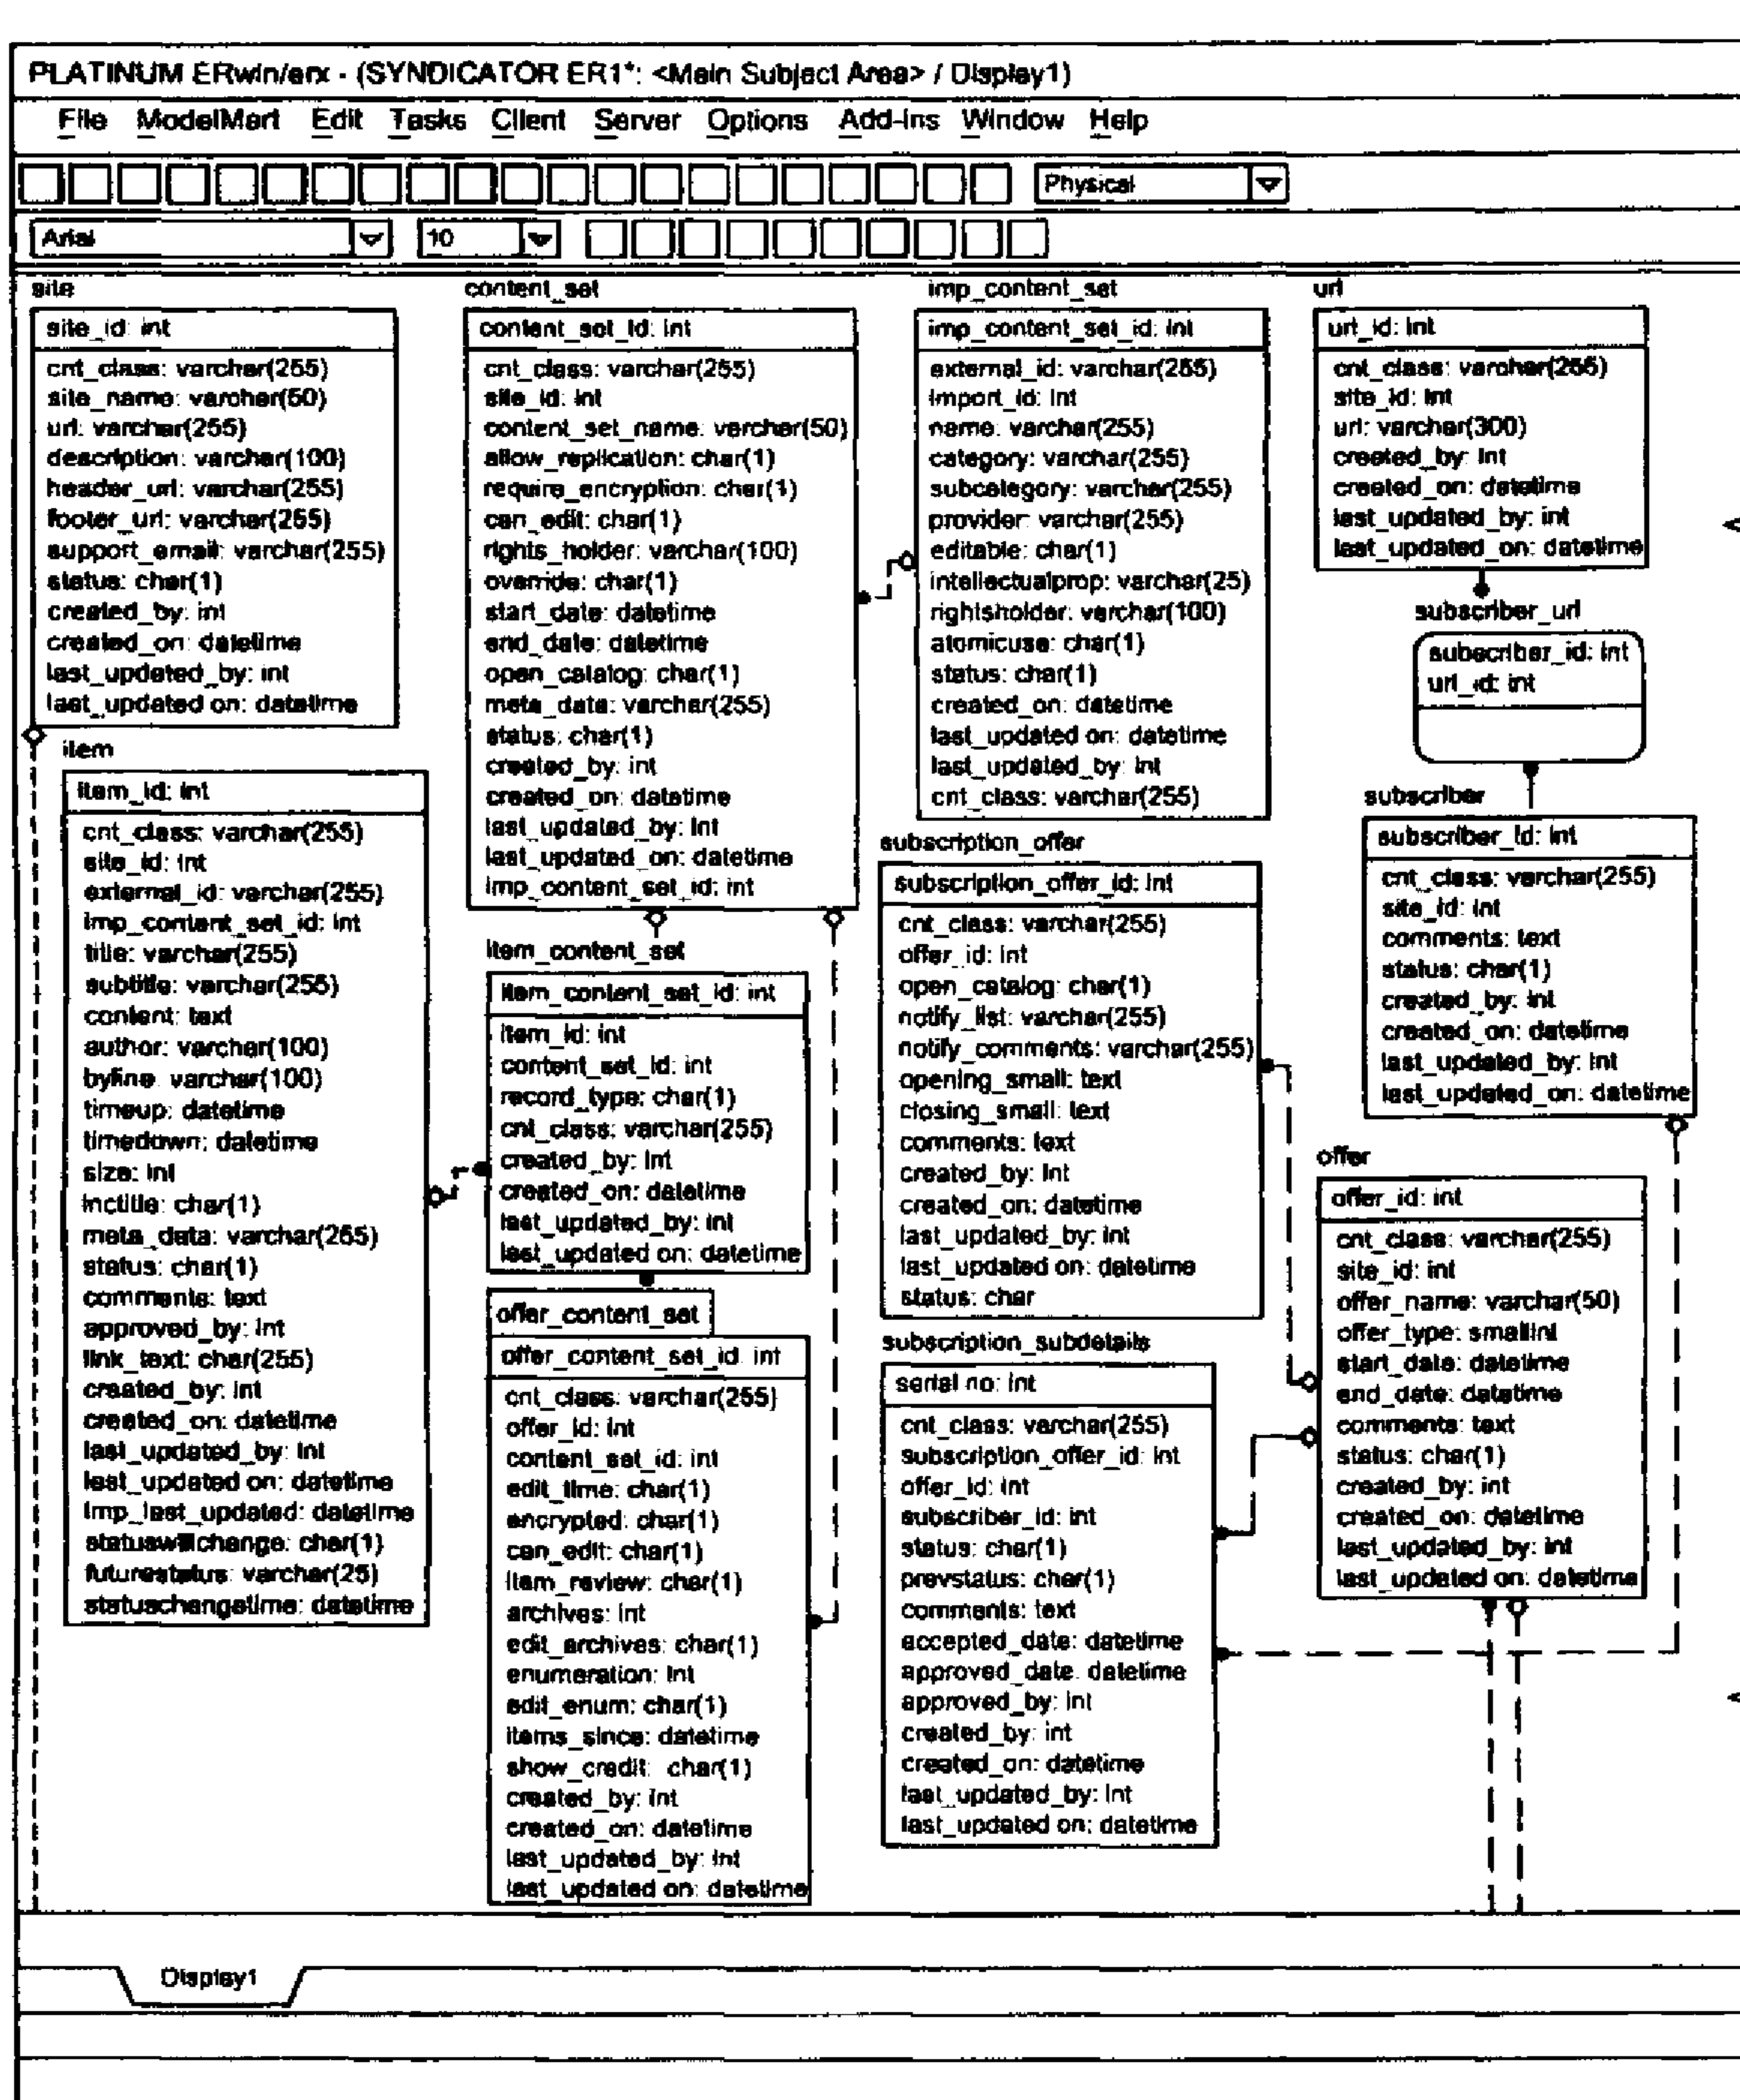 PLATINUM ERwin/erx - (SYNDICATOR ER1*: <Main Subject Area> / Display1)
File ModelMart Edit Tasks Client Server Options Add-Ins Window Help
Physical
Arial 10
site
site_id: int
cnt_class: varchar(255)
site_name: varchar(50)
url: varchar(255)
description: varchar(100)
header_url: varchar(255)
footer_url: varchar(255)
support_email: varchar(255)
status: char(1)
created_by: int
created_on: datetime
last_updated_by: int
last_updated on: datetime
item
item_id: int
cnt_class: varchar(255)
site_id: int
external_id: varchar(255)
imp_content_set_id: int
title: varchar(255)
subtitle: varchar(255)
content: text
author: varchar(100)
byline: varchar(100)
timeup: datetime
timedown: datetime
size: int
inctitle: char(1)
meta_data: varchar(255)
status: char(1)
comments: text
approved_by: int
link_text: char(255)
created_by: int
created_on: datetime
last_updated_by: int
last_updated on: datetime
imp_last_updated: datetime
statuswillchange: char(1)
futurestatus: varchar(25)
statuschangetime: datetime
content_set
content_set_id: int
cnt_class: varchar(255)
site_id: int
content_set_name: varchar(50)
allow_replication: char(1)
require_encryption: char(1)
can_edit: char(1)
rights_holder: varchar(100)
override: char(1)
start_date: datetime
end_date: datetime
open_catalog: char(1)
meta_data: varchar(255)
status: char(1)
created_by: int
created_on: datetime
last_updated_by: int
last_updated_on: datetime
imp_content_set_id: int
item_content_set
item_content_set_id: int
item_id: int
content_set_id: int
record_type: char(1)
cnt_class: varchar(255)
created_by: int
created_on: datetime
last_updated_by: int
last_updated on: datetime
offer_content_set
offer_content_set_id: int
cnt_class: varchar(255)
offer_id: int
content_set_id: int
edit_time: char(1)
encrypted: char(1)
can_edit: char(1)
item_review: char(1)
archives: int
edit_archives: char(1)
enumeration: int
edit_enum: char(1)
items_since: datetime
show_credit: char(1)
created_by: int
created_on: datetime
last_updated_by: int
last_updated on: datetime
imp_content_set
imp_content_set_id: int
external_id: varchar(255)
import_id: int
name: varchar(255)
category: varchar(255)
subcategory: varchar(255)
provider: varchar(255)
editable: char(1)
intellectualprop: varchar(25)
rightsholder: varchar(100)
atomicuse: char(1)
status: char(1)
created_on: datetime
last_updated on: datetime
last_updated_by: int
cnt_class: varchar(255)
subscription_offer
subscription_offer_id: int
cnt_class: varchar(255)
offer_id: int
open_catalog: char(1)
notify_list: varchar(255)
notify_comments: varchar(255)
opening_small: text
closing_small: text
comments: text
created_by: int
created_on: datetime
last_updated_by: int
last_updated on: datetime
status: char
subscription_subdetails
serial no: int
cnt_class: varchar(255)
subscription_offer_id: int
offer_id: int
subscriber_id: int
status: char(1)
prevstatus: char(1)
comments: text
accepted_date: datetime
approved_date: datetime
approved_by: int
created_by: int
created_on: datetime
last_updated_by: int
last_updated on: datetime
url
url_id: int
cnt_class: varchar(255)
site_id: int
url: varchar(300)
created_by: int
created_on: datetime
last_updated_by: int
last_updated_on: datetime
subscriber_url
subscriber_id: int
url_id: int
subscriber
subscriber_id: int
cnt_class: varchar(255)
site_id: int
comments: text
status: char(1)
created_by: int
created_on: datetime
last_updated_by: int
last_updated_on: datetime
offer
offer_id: int
cnt_class: varchar(255)
site_id: int
offer_name: varchar(50)
offer_type: smallint
start_date: datetime
end_date: datetime
comments: text
status: char(1)
created_by: int
created_on: datetime
last_updated_by: int
last_updated on: datetime
Display1